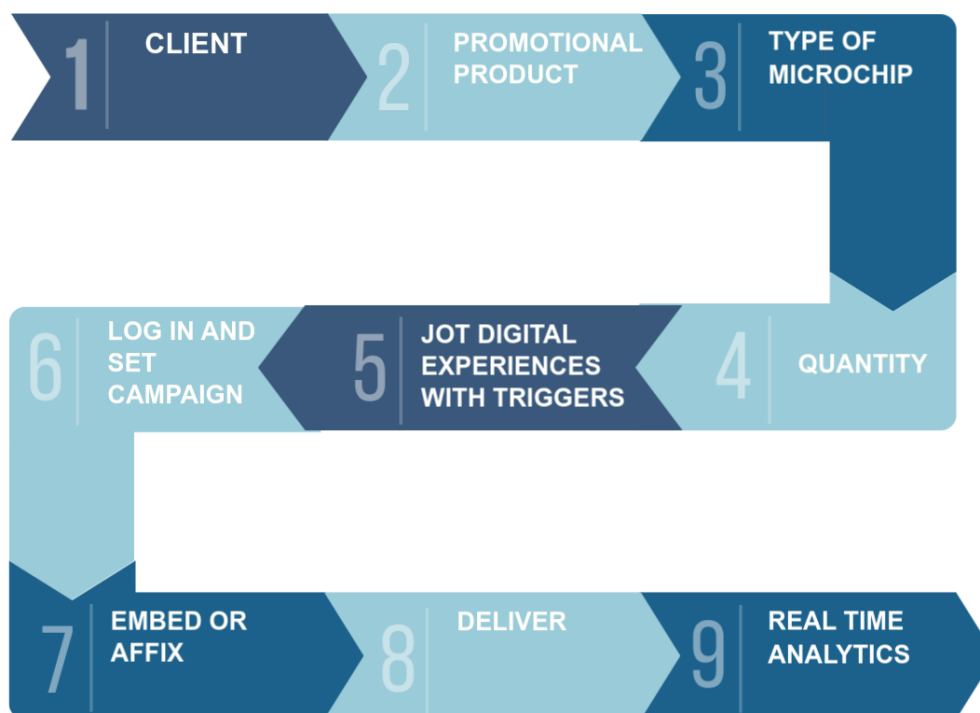 1
CLIENT
2
PROMOTIONAL
PRODUCT
3
TYPE OF
MICROCHIP
4
QUANTITY
5
JOT DIGITAL
EXPERIENCES
WITH TRIGGERS
6
LOG IN AND
SET
CAMPAIGN
7
EMBED OR
AFFIX
8
DELIVER
9
REAL TIME
ANALYTICS